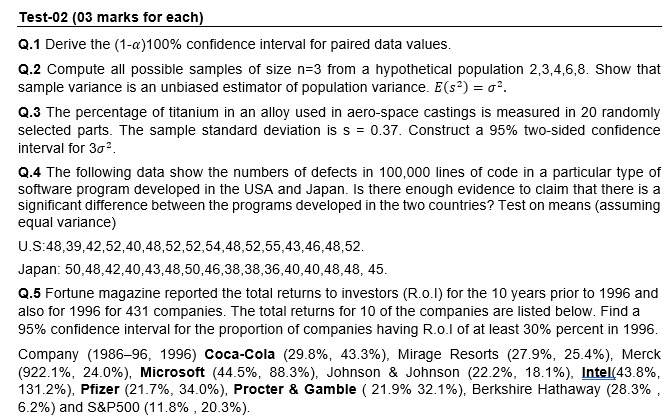 Test-02 (03 marks for each)
Q.1 Derive the (1-α)100% confidence interval for paired data values.
Q.2 Compute all possible samples of size n=3 from a hypothetical population 2,3,4,6,8. Show that
sample variance is an unbiased estimator of population variance. E(s²) = σ².
Q.3 The percentage of titanium in an alloy used in aero-space castings is measured in 20 randomly
selected parts. The sample standard deviation is s = 0.37. Construct a 95% two-sided confidence
interval for 3σ².
Q.4 The following data show the numbers of defects in 100,000 lines of code in a particular type of
software program developed in the USA and Japan. Is there enough evidence to claim that there is a
significant difference between the programs developed in the two countries? Test on means (assuming
equal variance)
U.S:48,39,42,52,40,48,52,52,54,48,52,55,43,46,48,52.
Japan: 50,48,42,40,43,48,50,46,38,38,36,40,40,48,48, 45.
Q.5 Fortune magazine reported the total returns to investors (R.o.I) for the 10 years prior to 1996 and
also for 1996 for 431 companies. The total returns for 10 of the companies are listed below. Find a
95% confidence interval for the proportion of companies having R.o.I of at least 30% percent in 1996.
Company (1986–96, 1996) Coca-Cola (29.8%, 43.3%), Mirage Resorts (27.9%, 25.4%), Merck
(922.1%, 24.0%), Microsoft (44.5%, 88.3%), Johnson & Johnson (22.2%, 18.1%), Intel(43.8%,
131.2%), Pfizer (21.7%, 34.0%), Procter & Gamble ( 21.9% 32.1%), Berkshire Hathaway (28.3% ,
6.2%) and S&P500 (11.8% , 20.3%).